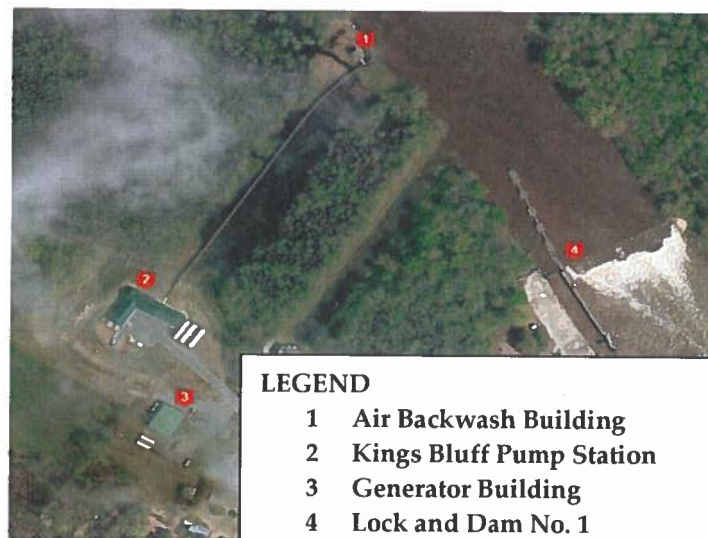 1
2
4
3
LEGEND
1 Air Backwash Building
2 Kings Bluff Pump Station
3 Generator Building
4 Lock and Dam No. 1